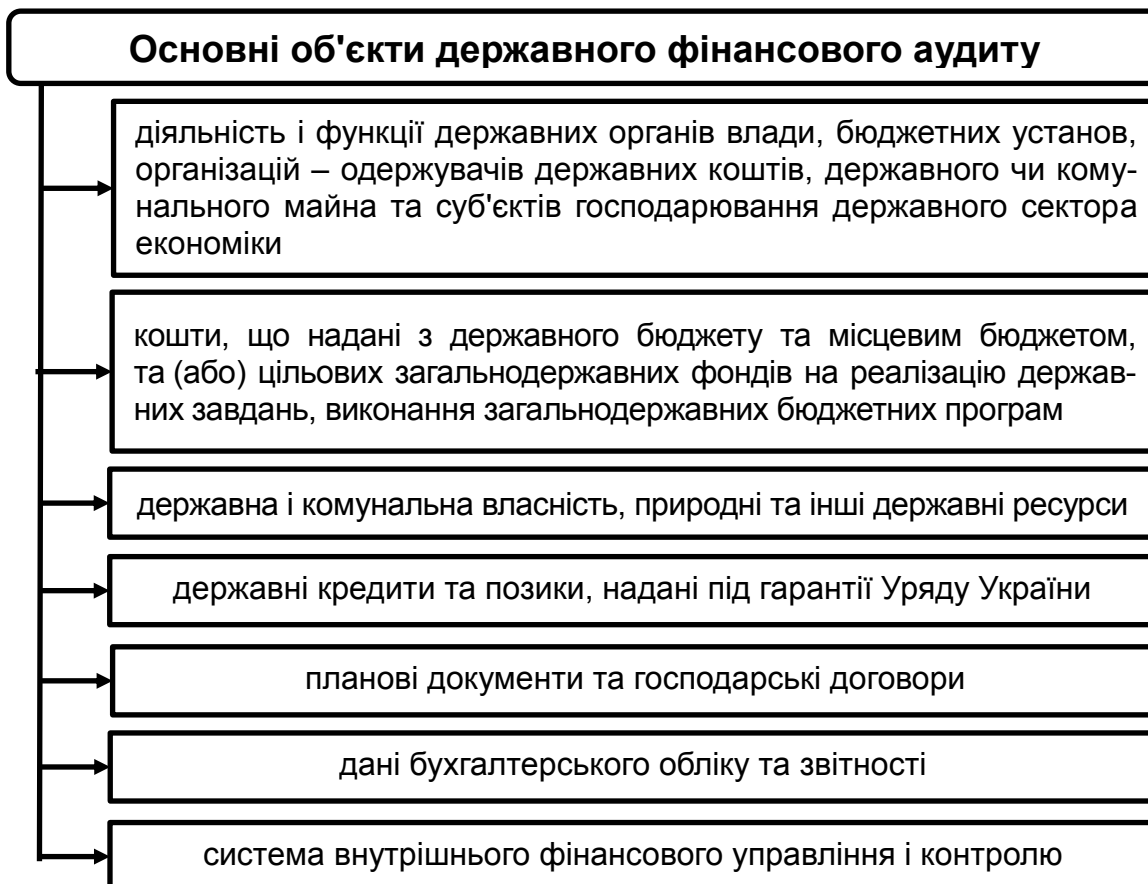 Основні об'єкти державного фінансового аудиту
діяльність і функції державних органів влади, бюджетних установ,
організацій – одержувачів державних коштів, державного чи кому-
нального майна та суб'єктів господарювання державного сектора
економіки
кошти, що надані з державного бюджету та місцевим бюджетом,
та (або) цільових загальнодержавних фондів на реалізацію держав-
них завдань, виконання загальнодержавних бюджетних програм
державна і комунальна власність, природні та інші державні ресурси
державні кредити та позики, надані під гарантії Уряду України
планові документи та господарські договори
дані бухгалтерського обліку та звітності
система внутрішнього фінансового управління і контролю